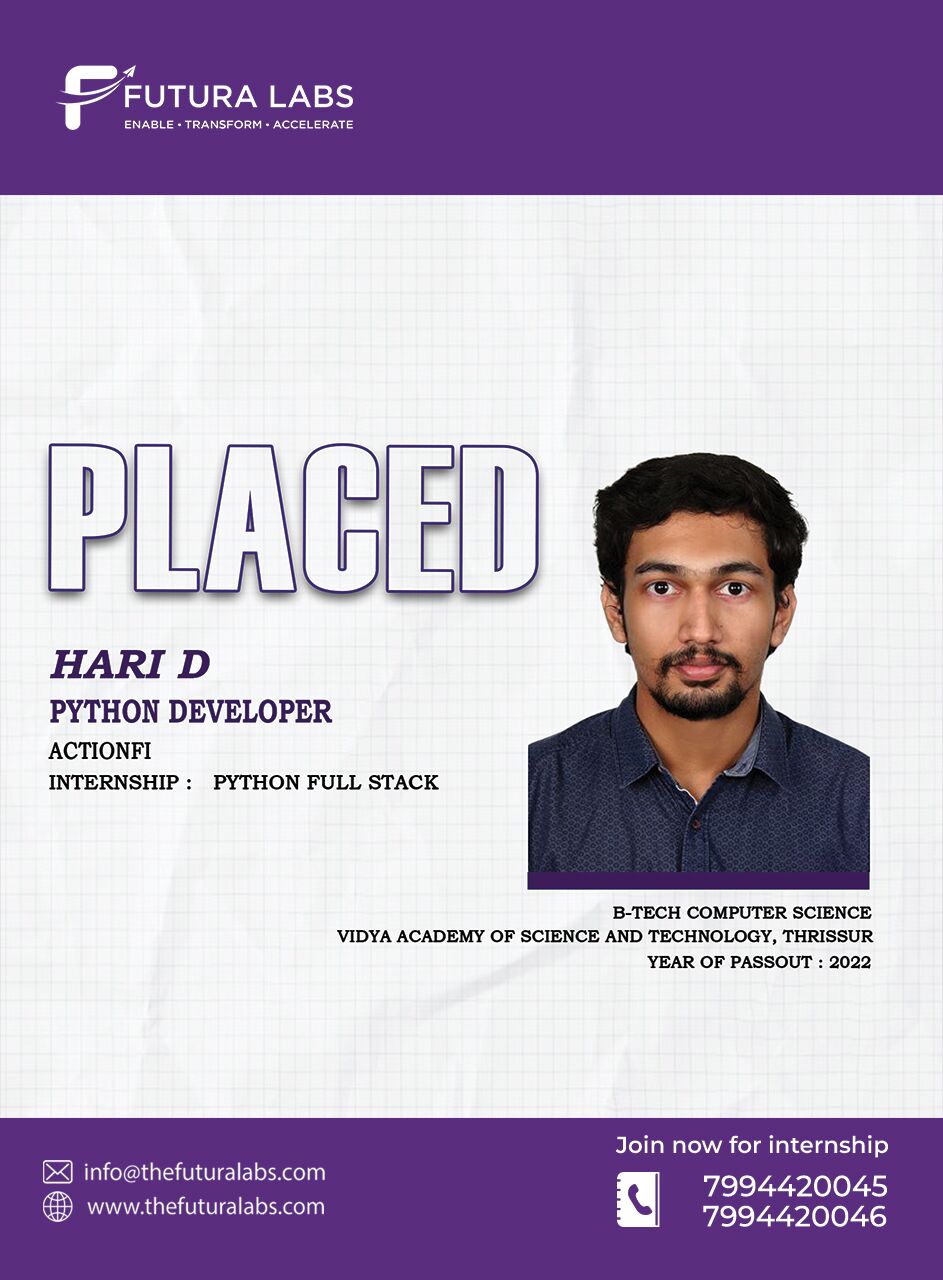 FUTURA LABS
ENABLE • TRANSFORM • ACCELERATE
PLACED
HARI D
PYTHON DEVELOPER
ACTIONFI
INTERNSHIP : PYTHON FULL STACK
B-TECH COMPUTER SCIENCE
VIDYA ACADEMY OF SCIENCE AND TECHNOLOGY, THRISSUR
YEAR OF PASSOUT : 2022
info@thefuturalabs.com
www.thefuturalabs.com
Join now for internship
7994420045
7994420046